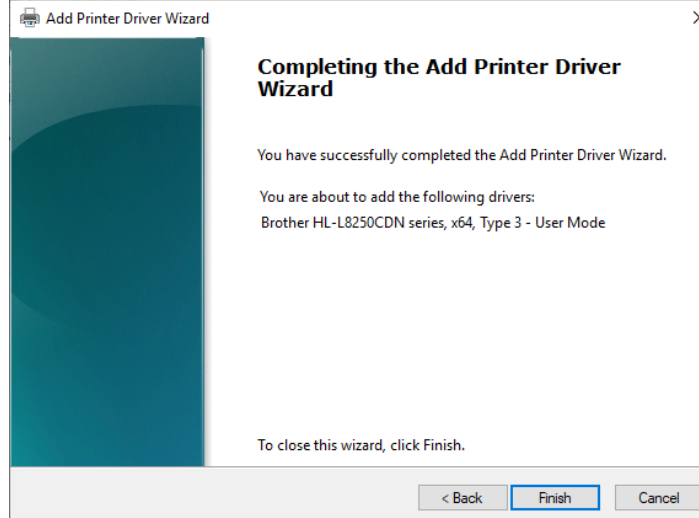 Add Printer Driver Wizard
Completing the Add Printer Driver
Wizard
You have successfully completed the Add Printer Driver Wizard.
You are about to add the following drivers:
Brother HL-L8250CDN series, x64, Type 3 - User Mode
To close this wizard, click Finish.
< Back Finish Cancel